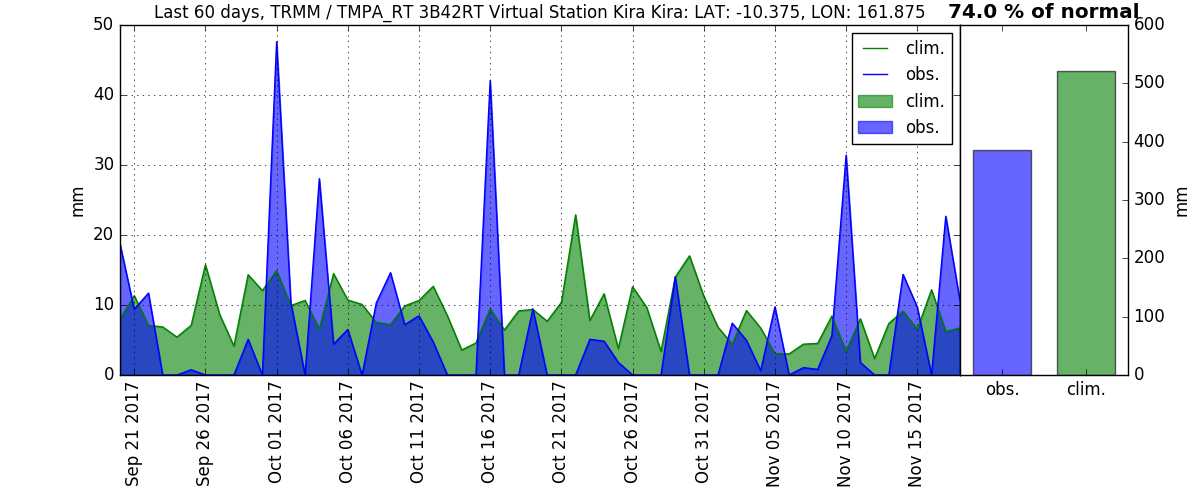 Last 60 days, TRMM / TMPA_RT 3B42RT Virtual Station Kira Kira: LAT: -10.375, LON: 161.875
74.0 % of normal
50
40
30
20
10
0
mm
clim.
obs.
clim.
obs.
600
500
400
300
200
100
0
mm
Sep 21 2017
Sep 26 2017
Oct 01 2017
Oct 06 2017
Oct 11 2017
Oct 16 2017
Oct 21 2017
Oct 26 2017
Oct 31 2017
Nov 05 2017
Nov 10 2017
Nov 15 2017
obs.
clim.